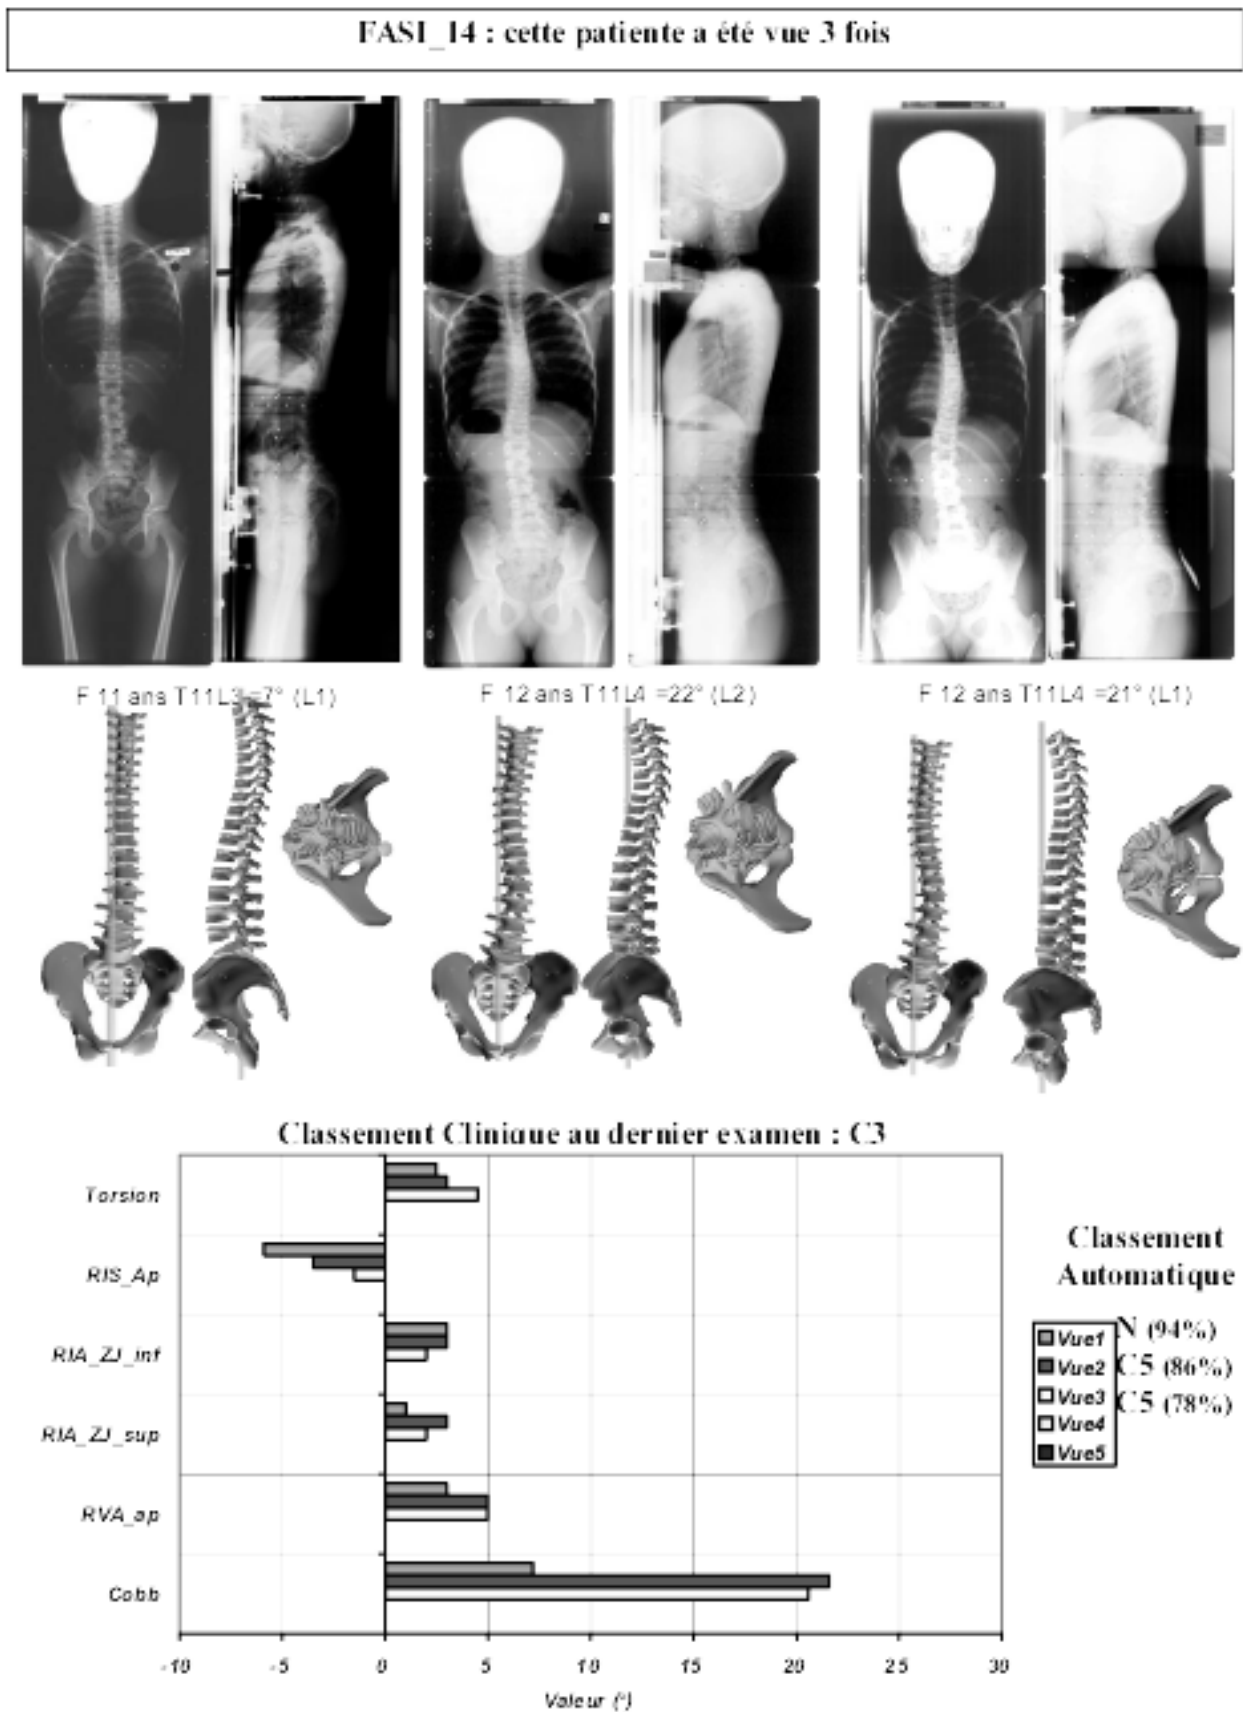 FASI_14 : cette patiente a été vue 3 fois
F 11 ans T11L3 =7° (L1)
F 12 ans T11L4 =22° (L2)
F 12 ans T11L4 =21° (L1)
Classement Clinique au dernier examen : C3
Torsion
RIS_Ap
RIA_ZJ_inf
RIA_ZJ_sup
RVA_ap
Cobb
-10
-5
0
5
10
15
20
25
30
Valeur (°)
Classement
Automatique
Vue1 N (94%)
Vue2 C5 (86%)
Vue3 C5 (78%)
Vue4
Vue5